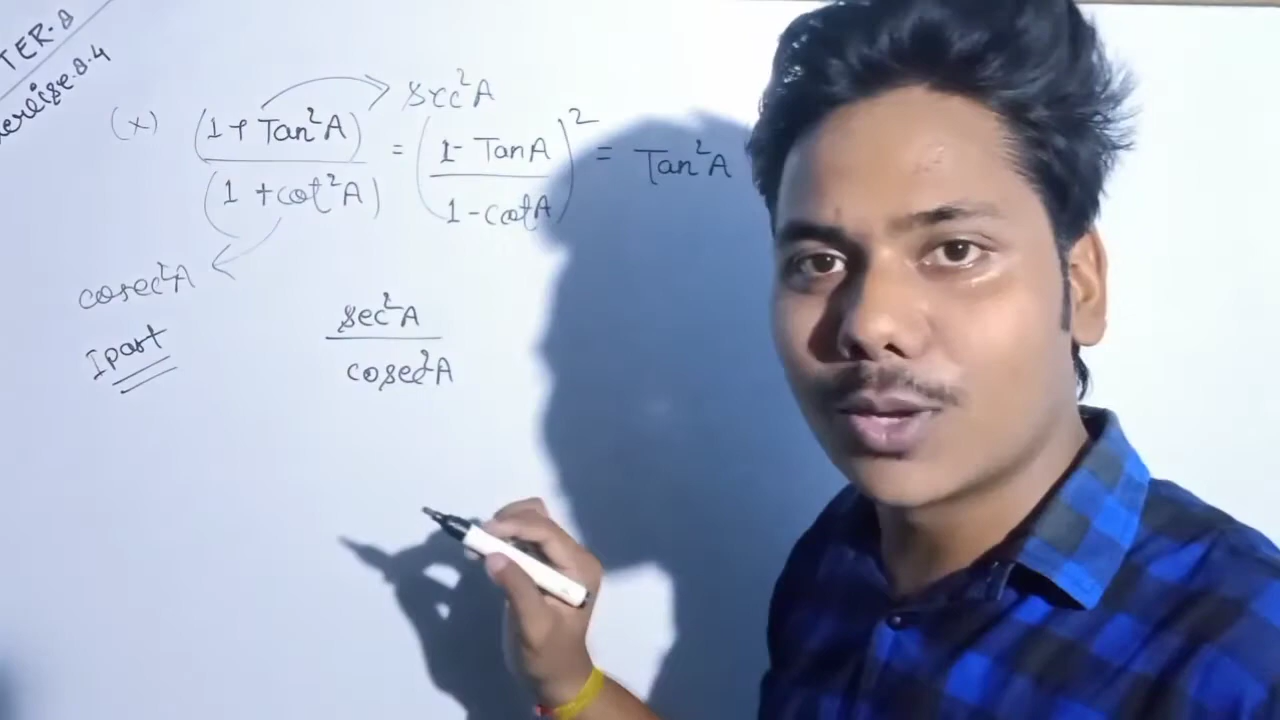 TER-8
ercise.8.4
sec²A
(x) (1+ Tan²A) / (1 +cot²A) = (1- TanA / 1-cotA)² = Tan²A
cosec²A
I part
sec²A
cosec²A